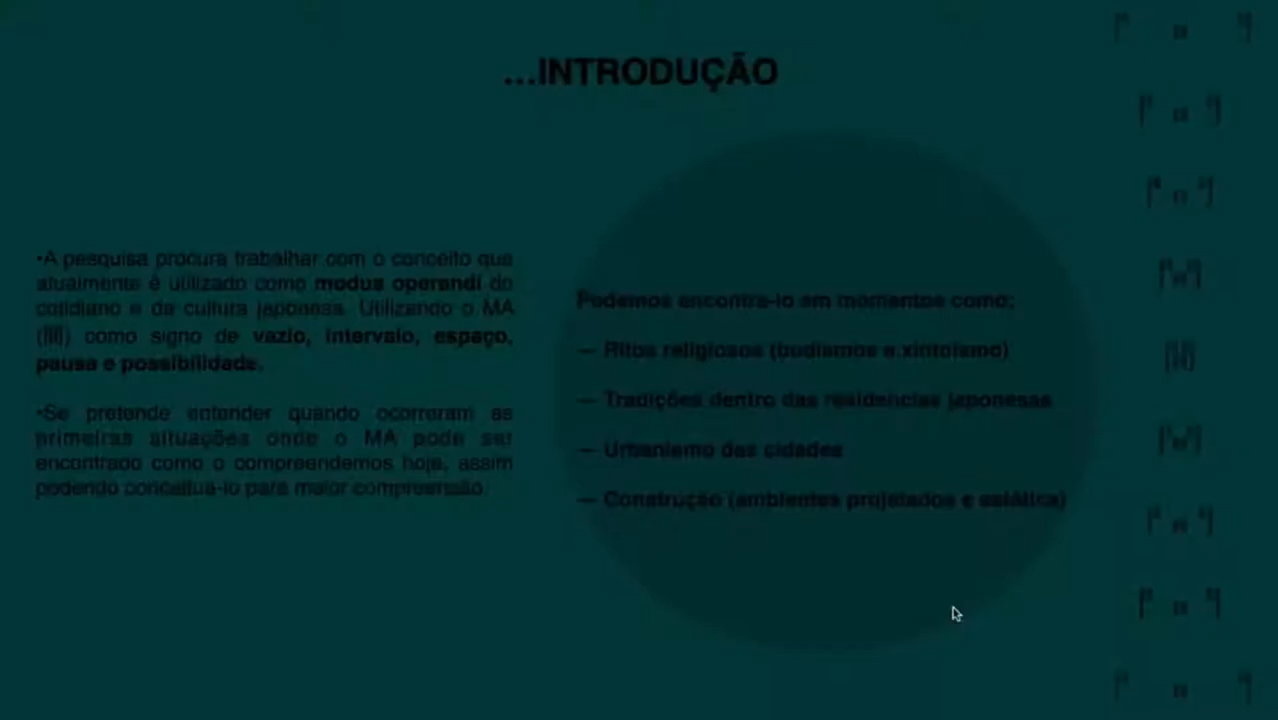 ...INTRODUÇÃO
•A pesquisa procura trabalhar com o conceito que
atualmente é utilizado como modus operandi do
cotidiano e da cultura japonesa. Utilizando o MA
(間) como signo de vazio, intervalo, espaço,
pausa e possibilidade.
•Se pretende entender quando ocorreram as
primeiras situações onde o MA pode ser
encontrado como o compreendemos hoje, assim
podendo conceitua-lo para maior compreensão
Podemos encontra-lo em momentos como:
— Ritos religiosos (budismos e xintoísmo)
— Tradições dentro das residencias japonesas
— Urbanismo das cidades
— Construção (ambientes projetados e estética)